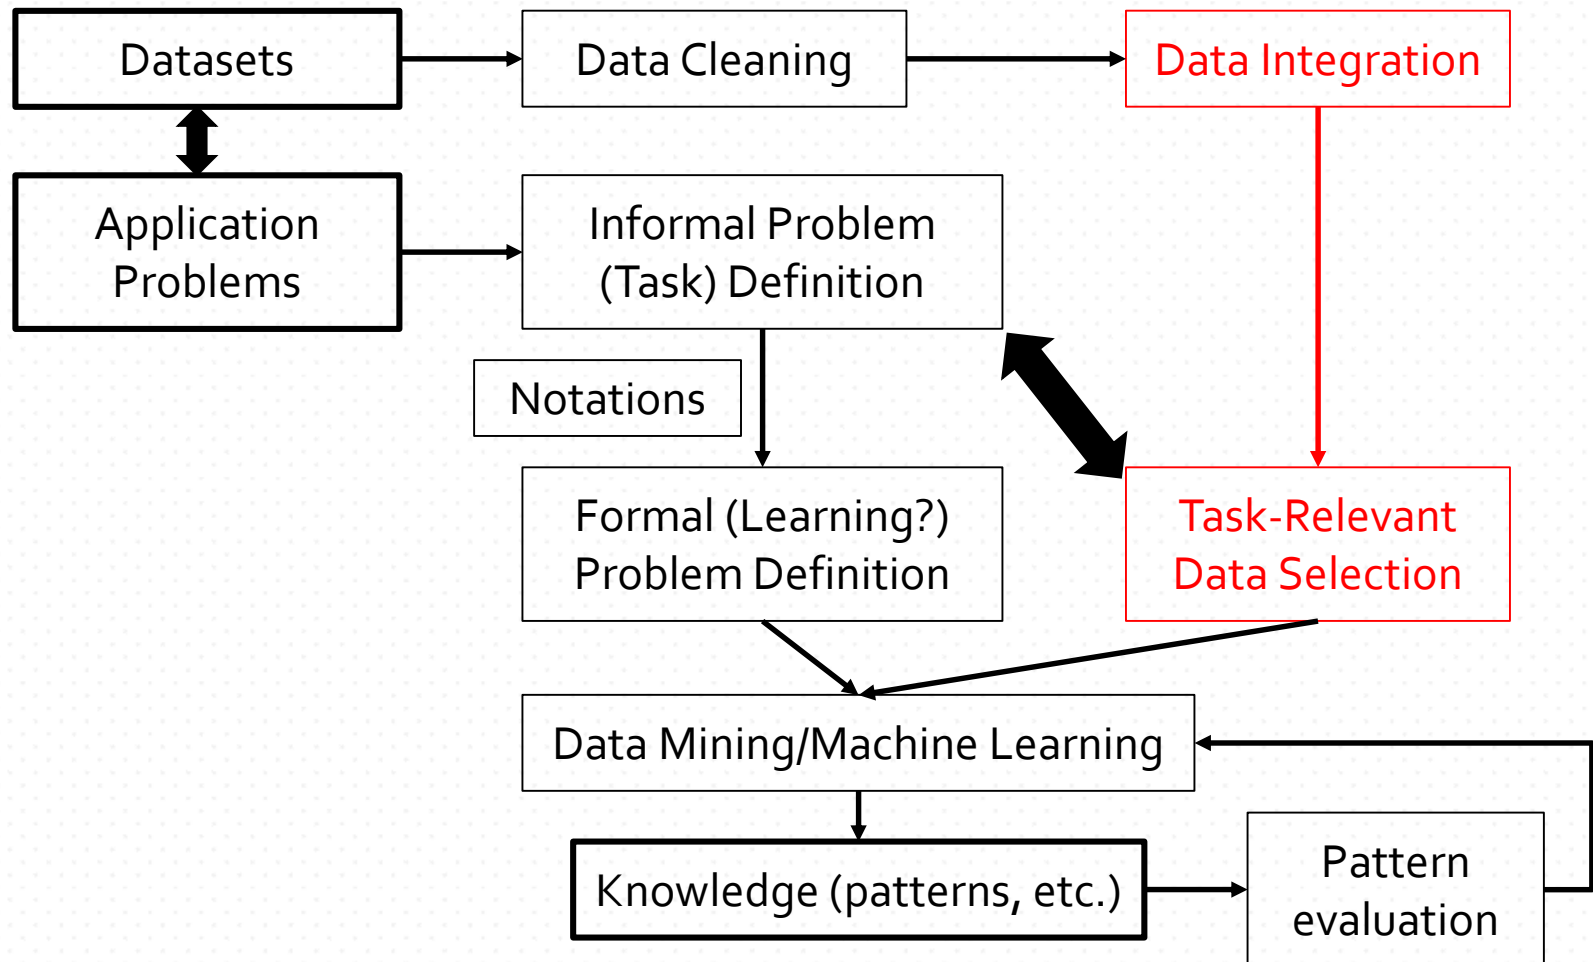 Datasets
Data Cleaning
Data Integration
Application
Problems
Informal Problem
(Task) Definition
Notations
Formal (Learning?)
Problem Definition
Task-Relevant
Data Selection
Data Mining/Machine Learning
Knowledge (patterns, etc.)
Pattern
evaluation